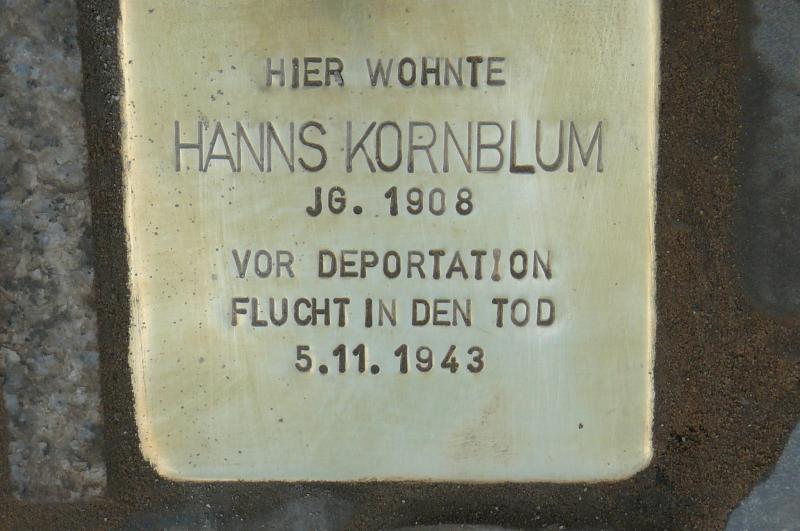 HIER WOHNTE
HANNS KORNBLUM
JG. 1908
VOR DEPORTATION
FLUCHT IN DEN TOD
5.11.1943